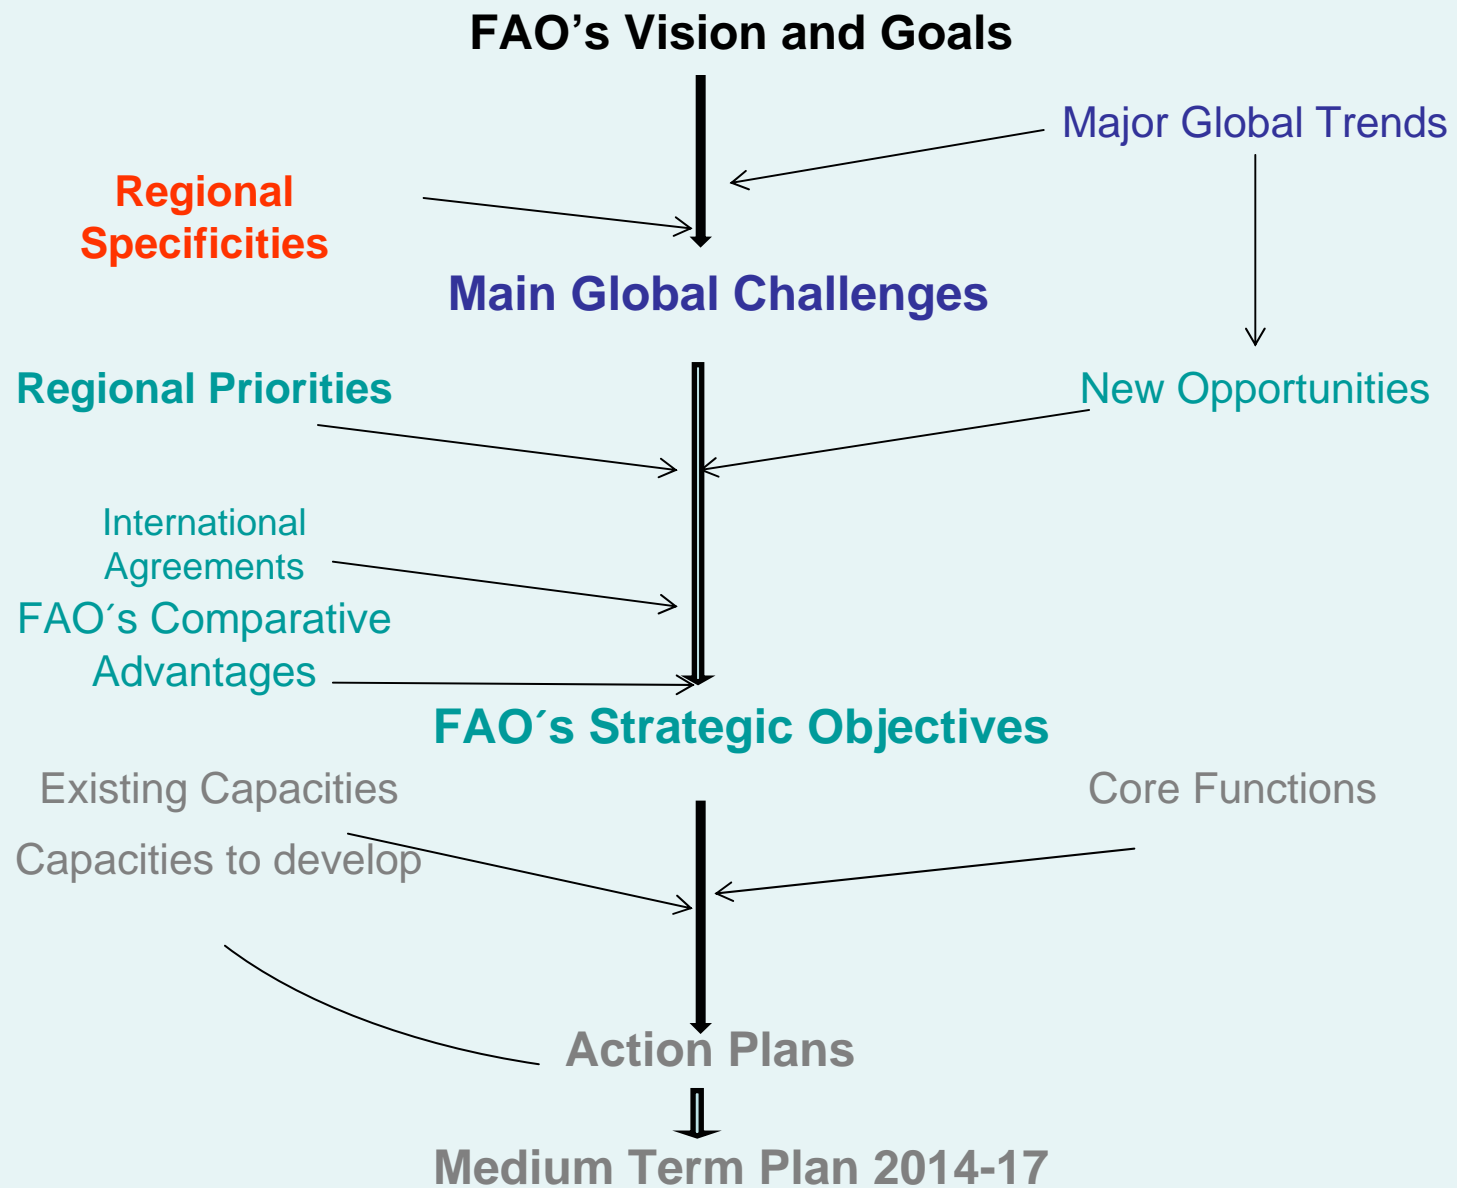 FAO’s Vision and Goals
Major Global Trends
Regional
Specificities
Main Global Challenges
Regional Priorities
New Opportunities
International
Agreements
FAO´s Comparative
Advantages
FAO´s Strategic Objectives
Existing Capacities
Core Functions
Capacities to develop
Action Plans
Medium Term Plan 2014-17